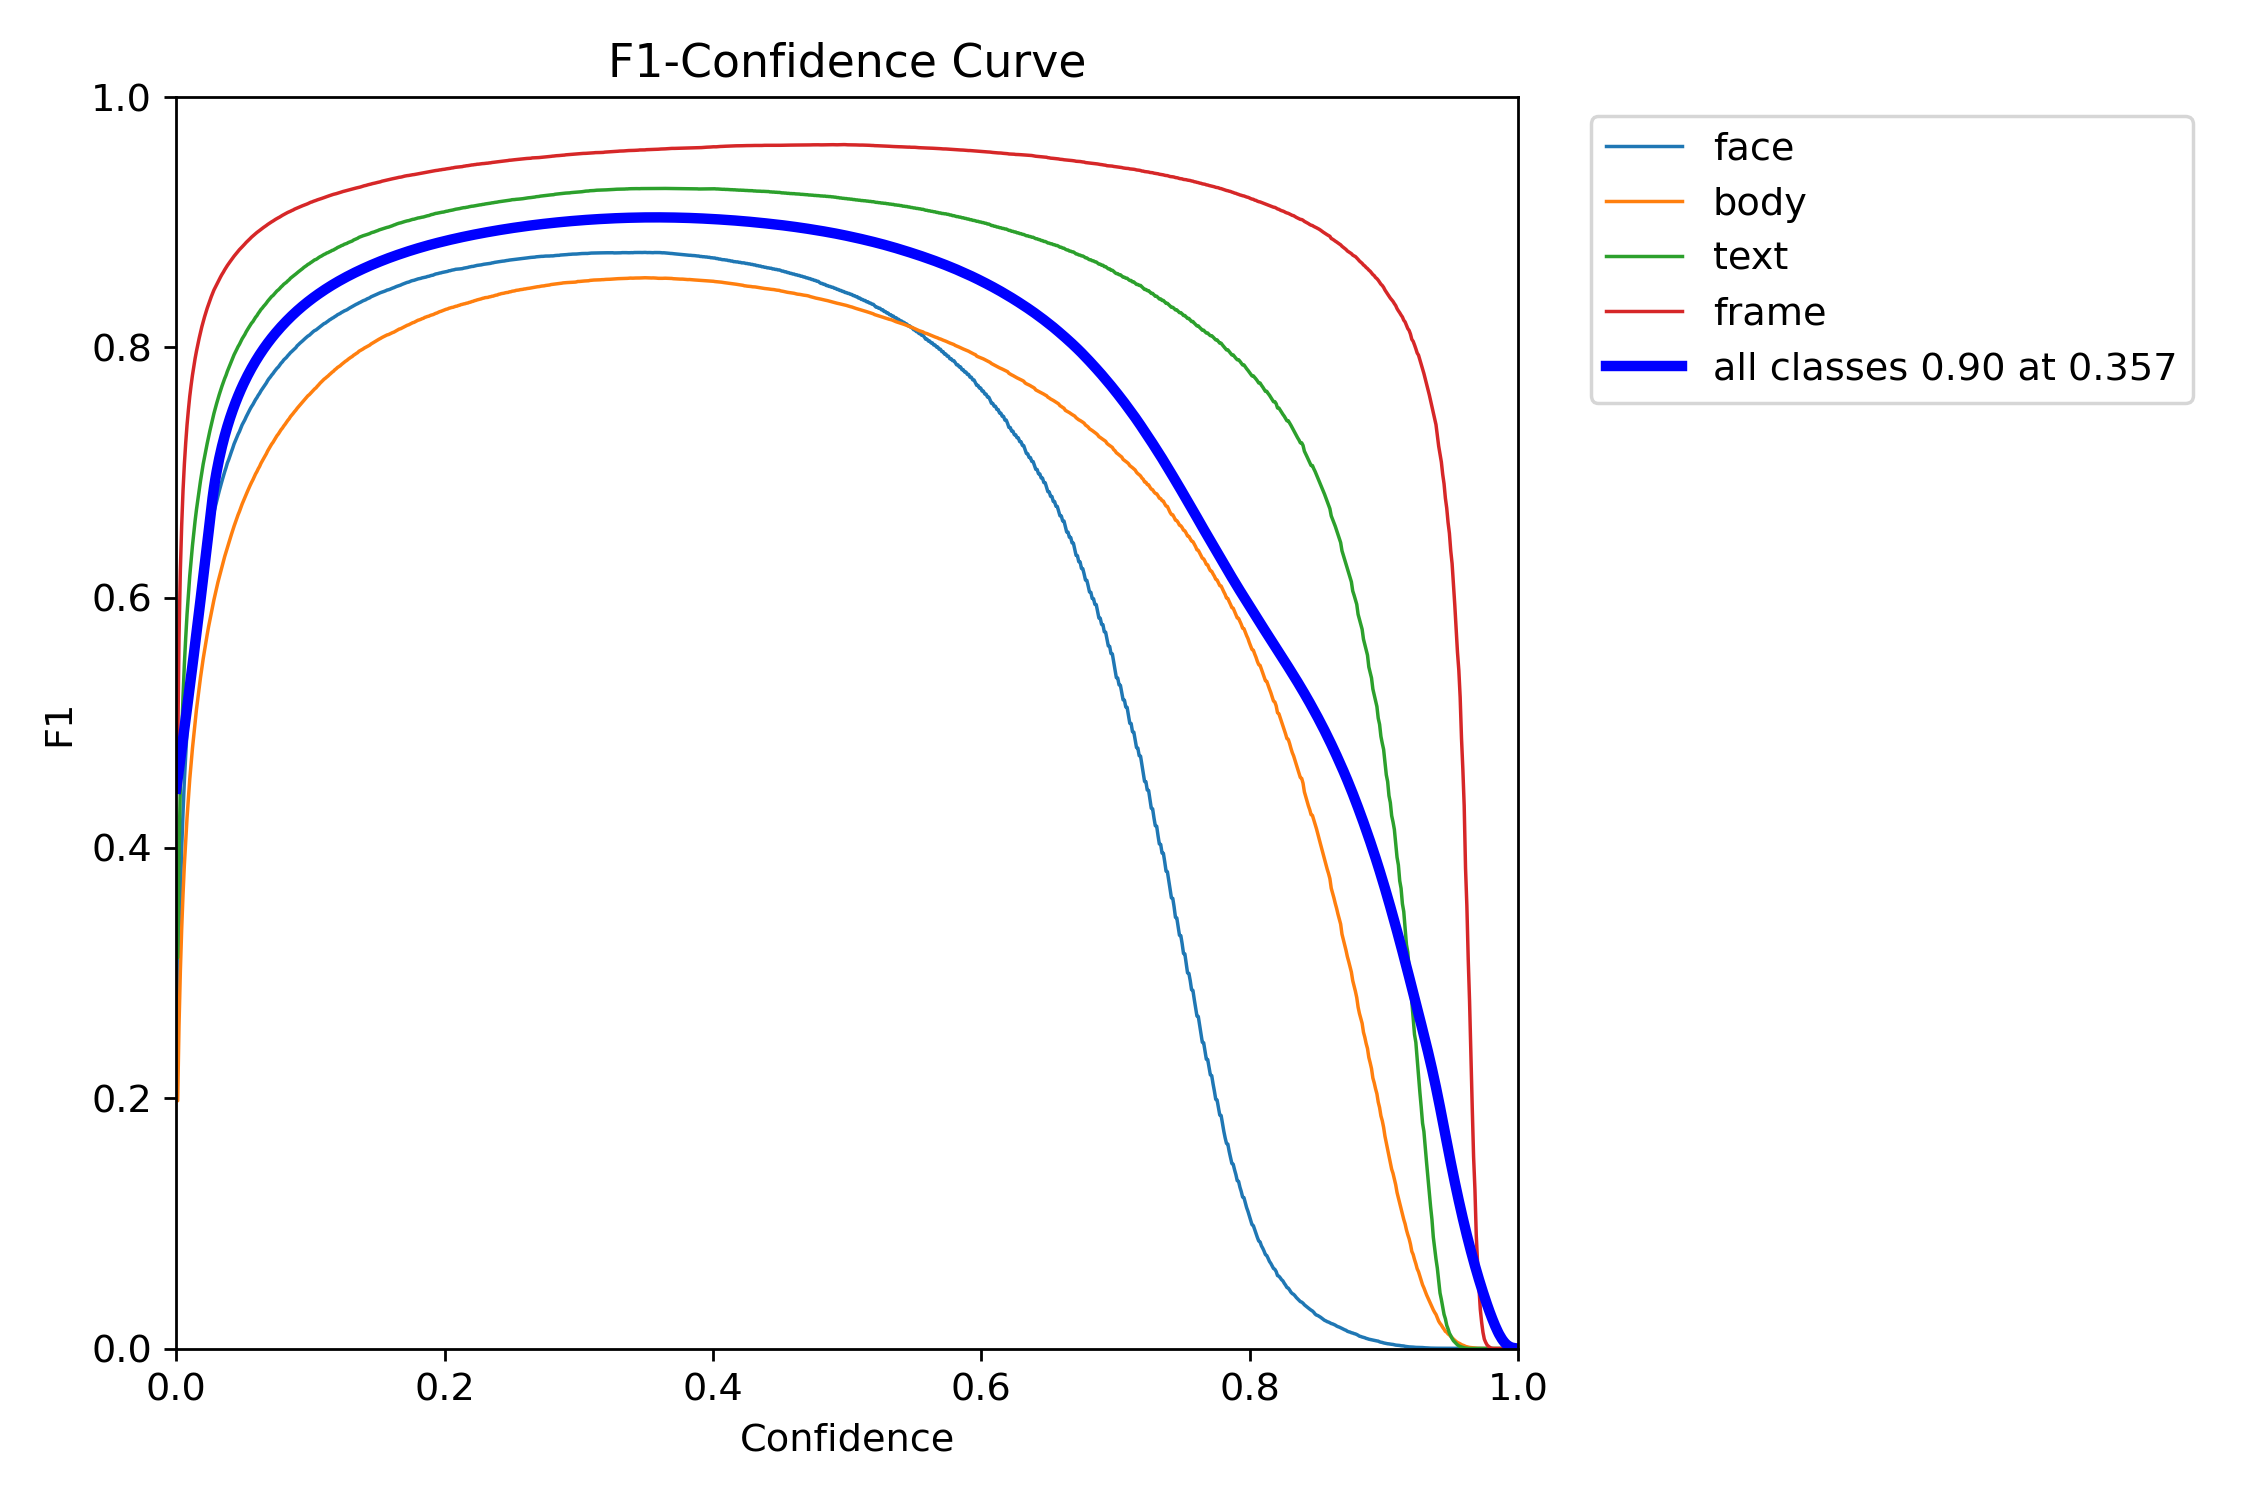 F1-Confidence Curve
1.0
0.8
0.6
0.4
0.2
0.0
F1
0.0 0.2 0.4 0.6 0.8 1.0
Confidence
face
body
text
frame
all classes 0.90 at 0.357